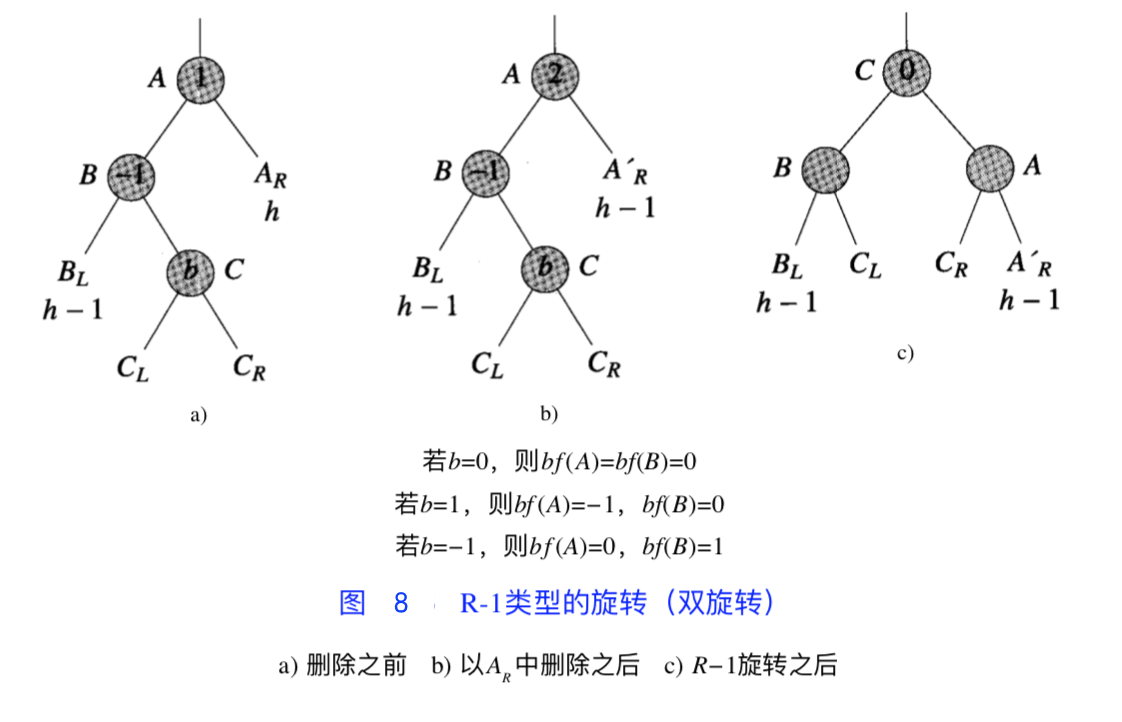 A 1
B −1
A_R
h
B_L
h − 1
b C
C_L
C_R
a)
A 2
B −1
A′_R
h − 1
B_L
h − 1
b C
C_L
C_R
b)
C 0
B
A
B_L
h − 1
C_L
C_R
A′_R
h − 1
c)
若b=0，则bf(A)=bf(B)=0
若b=1，则bf(A)=−1，bf(B)=0
若b=−1，则bf(A)=0，bf(B)=1
图 8 R-1类型的旋转（双旋转）
a) 删除之前 b) 以A_R中删除之后 c) R−1旋转之后